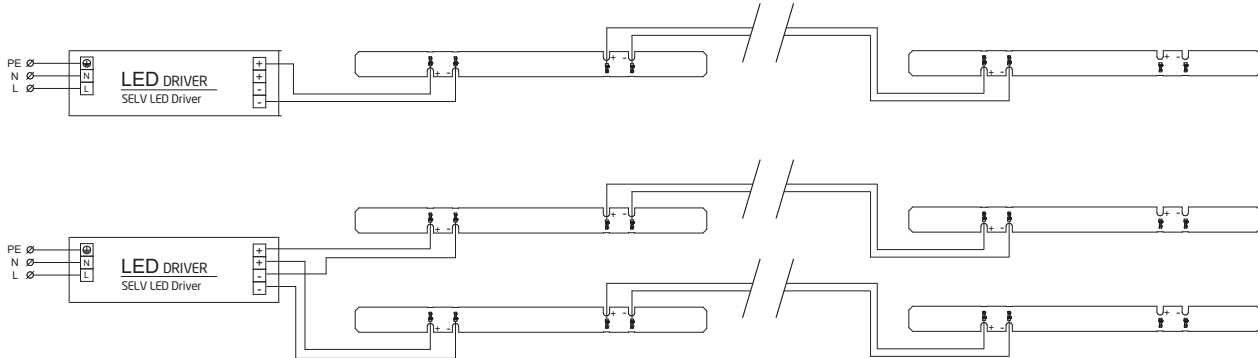 + -
PE
N
L
N
L
LED DRIVER
SELV LED Driver
+
+
-
-
+ -
+ -
+ -
+ -
PE
N
L
N
L
LED DRIVER
SELV LED Driver
+
+
-
-
+ -
+ -
+ -
+ -
+ -
+ -
+ -